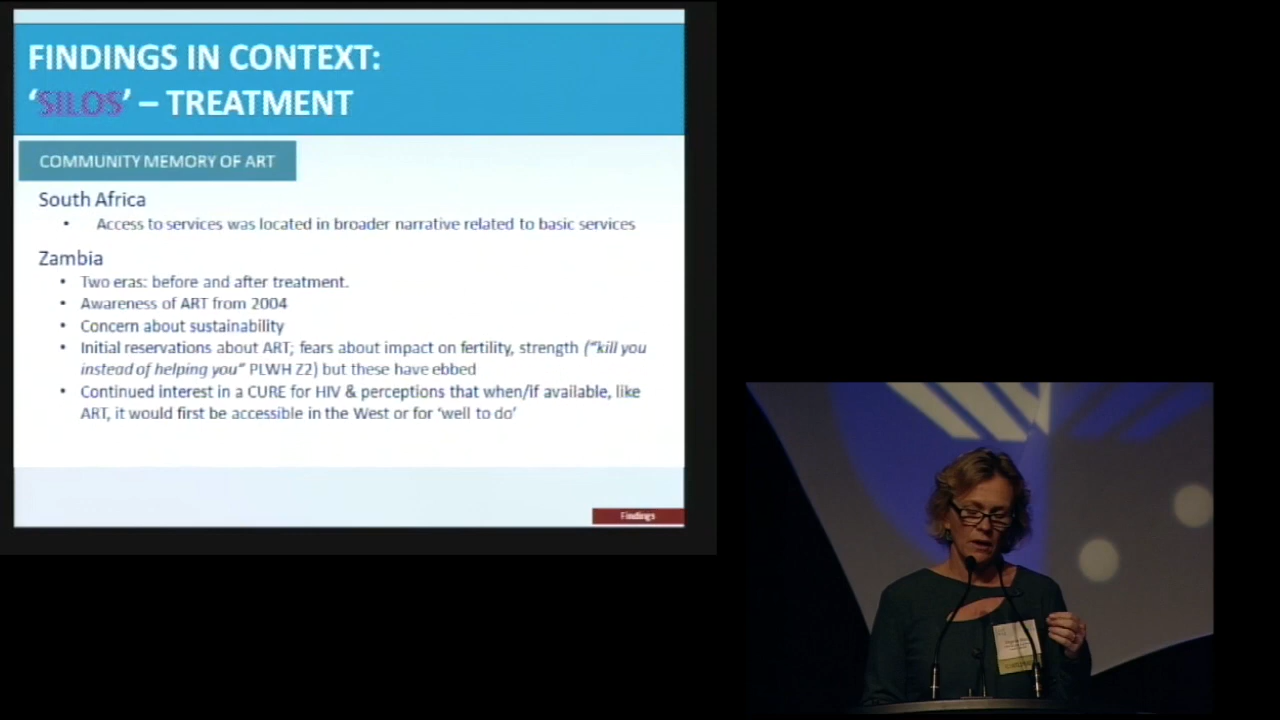 FINDINGS IN CONTEXT:
‘SILOS’ – TREATMENT
COMMUNITY MEMORY OF ART
South Africa
• Access to services was located in broader narrative related to basic services
Zambia
• Two eras: before and after treatment.
• Awareness of ART from 2004
• Concern about sustainability
• Initial reservations about ART; fears about impact on fertility, strength (“kill you
instead of helping you” PLWH Z2) but these have ebbed
• Continued interest in a CURE for HIV & perceptions that when/if available, like
ART, it would first be accessible in the West or for ‘well to do’
Findings